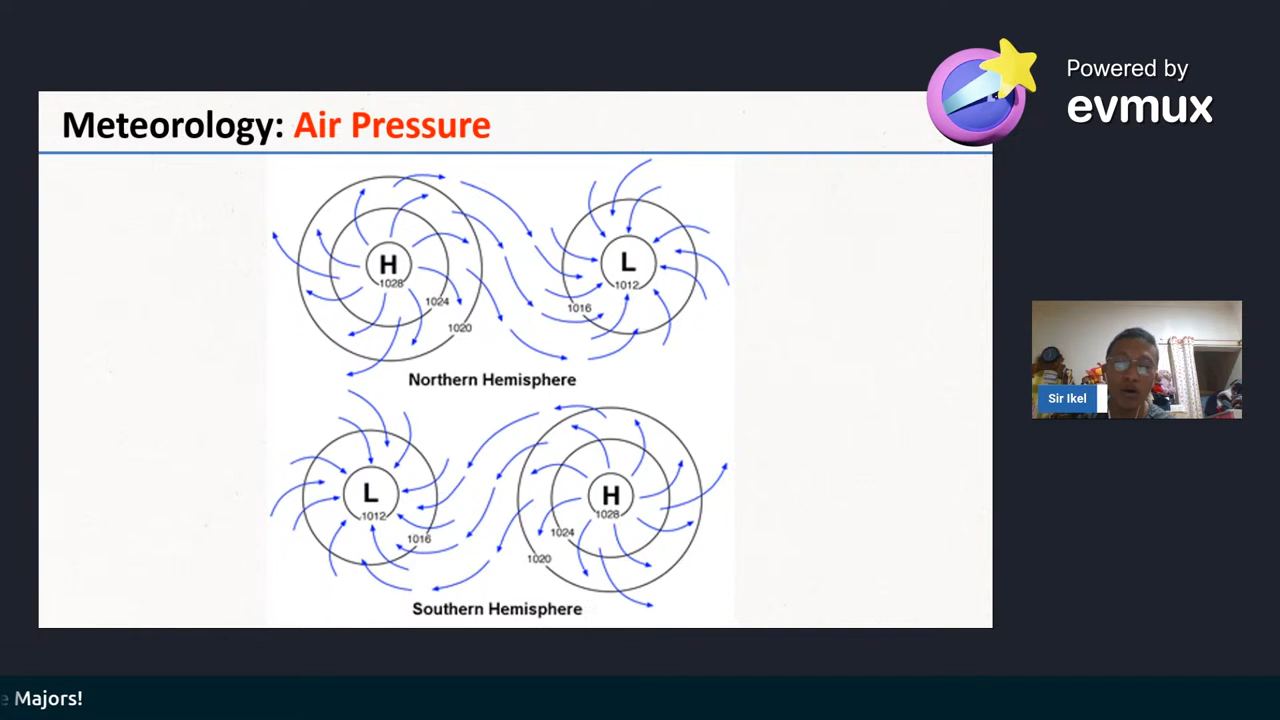 Powered by
evmux
Meteorology: Air Pressure
H
1028
1024
1020
L
1012
1016
Northern Hemisphere
L
1012
1016
H
1028
1024
1020
Southern Hemisphere
Sir Ikel
e Majors!